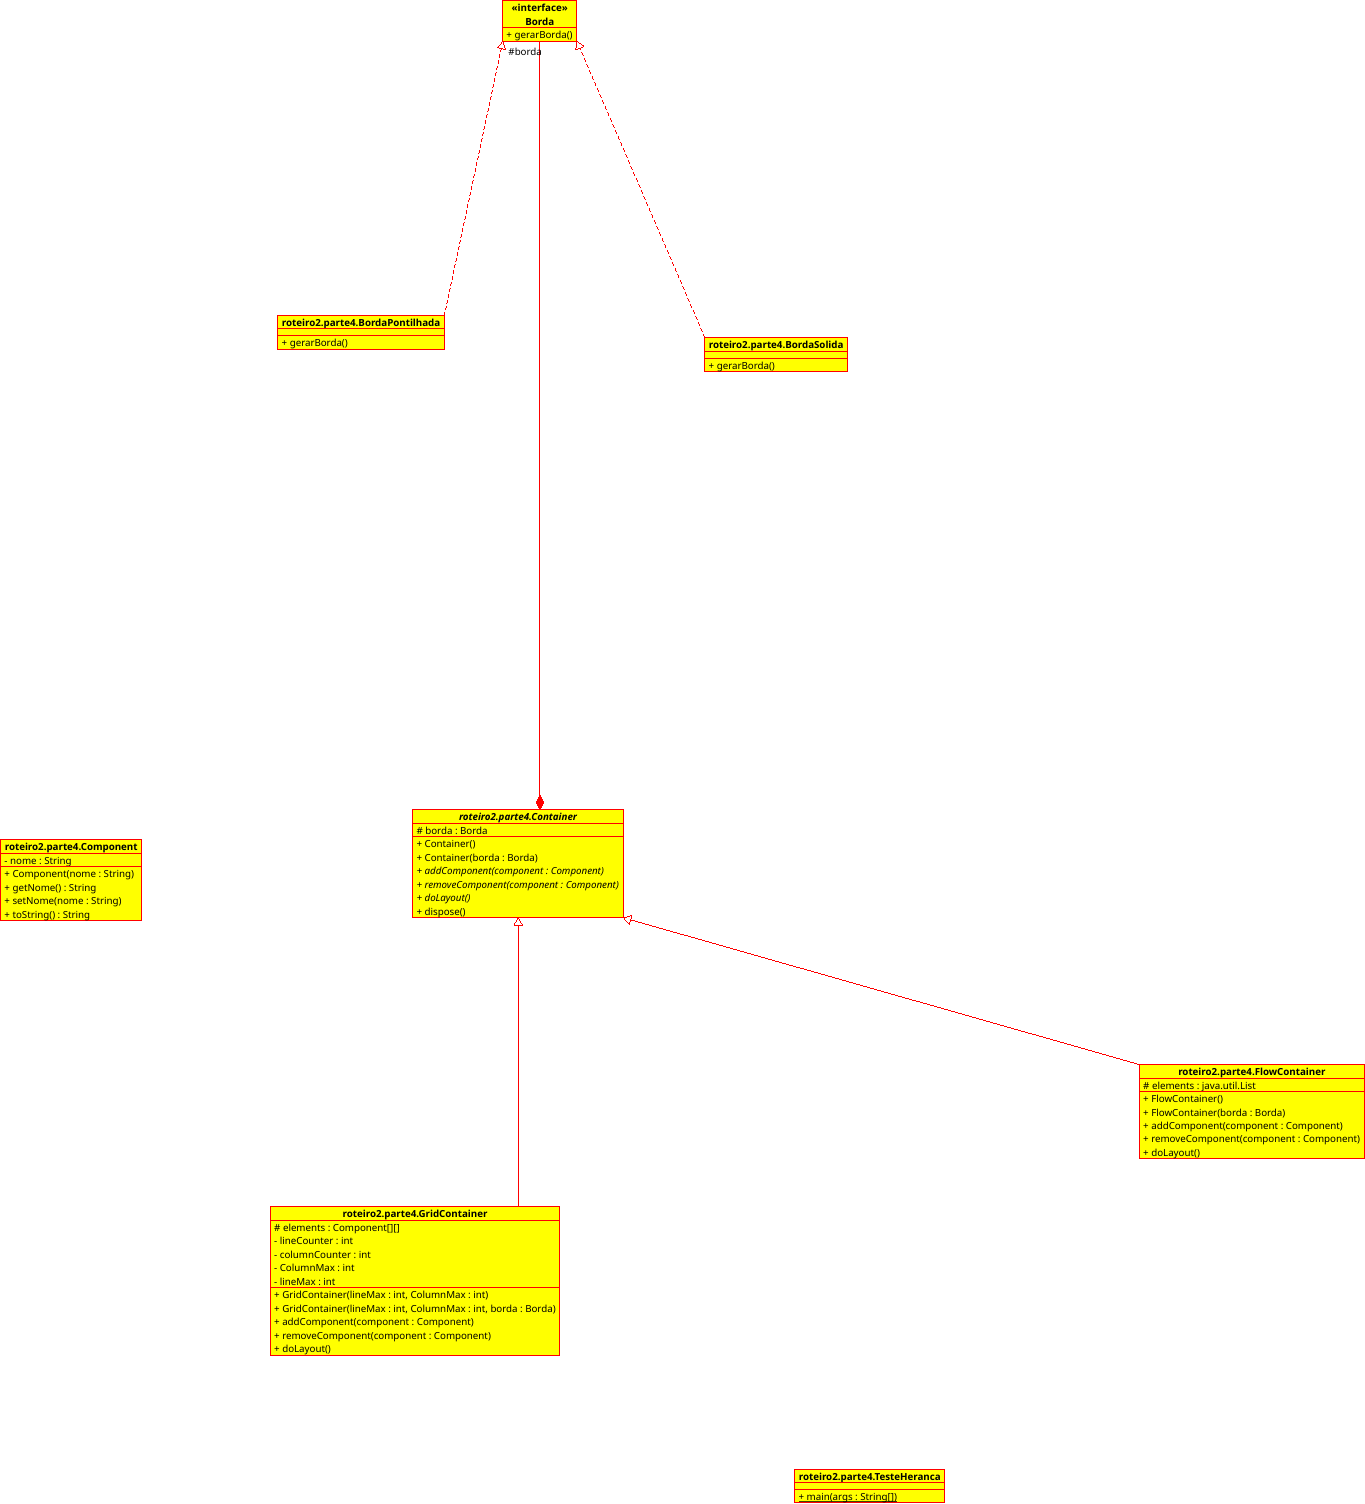 «interface»
Borda
+ gerarBorda()
#borda
roteiro2.parte4.BordaPontilhada
+ gerarBorda()
roteiro2.parte4.BordaSolida
+ gerarBorda()
roteiro2.parte4.Container
# borda : Borda
+ Container()
+ Container(borda : Borda)
+ addComponent(component : Component)
+ removeComponent(component : Component)
+ doLayout()
+ dispose()
roteiro2.parte4.Component
- nome : String
+ Component(nome : String)
+ getNome() : String
+ setNome(nome : String)
+ toString() : String
roteiro2.parte4.FlowContainer
# elements : java.util.List
+ FlowContainer()
+ FlowContainer(borda : Borda)
+ addComponent(component : Component)
+ removeComponent(component : Component)
+ doLayout()
roteiro2.parte4.GridContainer
# elements : Component[][]
- lineCounter : int
- columnCounter : int
- ColumnMax : int
- lineMax : int
+ GridContainer(lineMax : int, ColumnMax : int)
+ GridContainer(lineMax : int, ColumnMax : int, borda : Borda)
+ addComponent(component : Component)
+ removeComponent(component : Component)
+ doLayout()
roteiro2.parte4.TesteHeranca
+ main(args : String[])